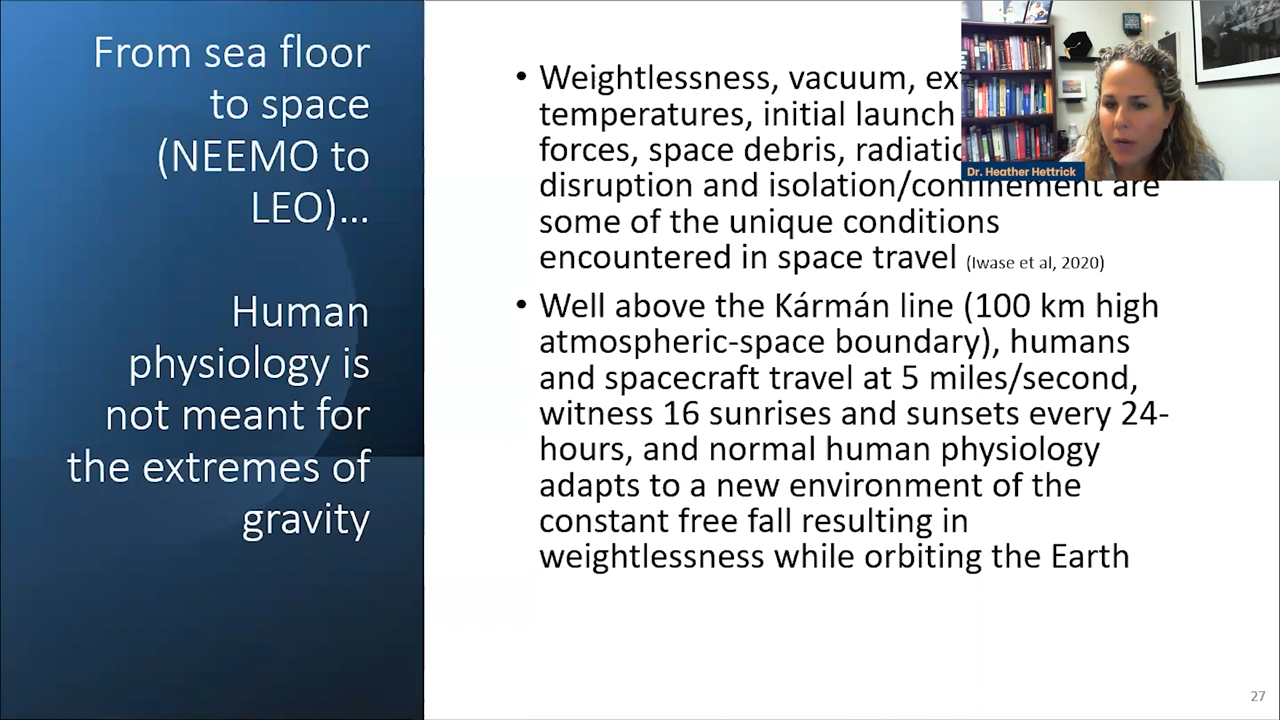 From sea floor
to space
(NEEMO to
LEO)...
Human
physiology is
not meant for
the extremes of
gravity
• Weightlessness, vacuum,
temperatures, initial launch
forces, space debris,
disruption and isolation/confinement are
some of the unique conditions
encountered in space travel (Iwase et al, 2020)
• Well above the Kármán line (100 km high
atmospheric-space boundary), humans
and spacecraft travel at 5 miles/second,
witness 16 sunrises and sunsets every 24-
hours, and normal human physiology
adapts to a new environment of the
constant free fall resulting in
weightlessness while orbiting the Earth
Dr. Heather Hettrick
27